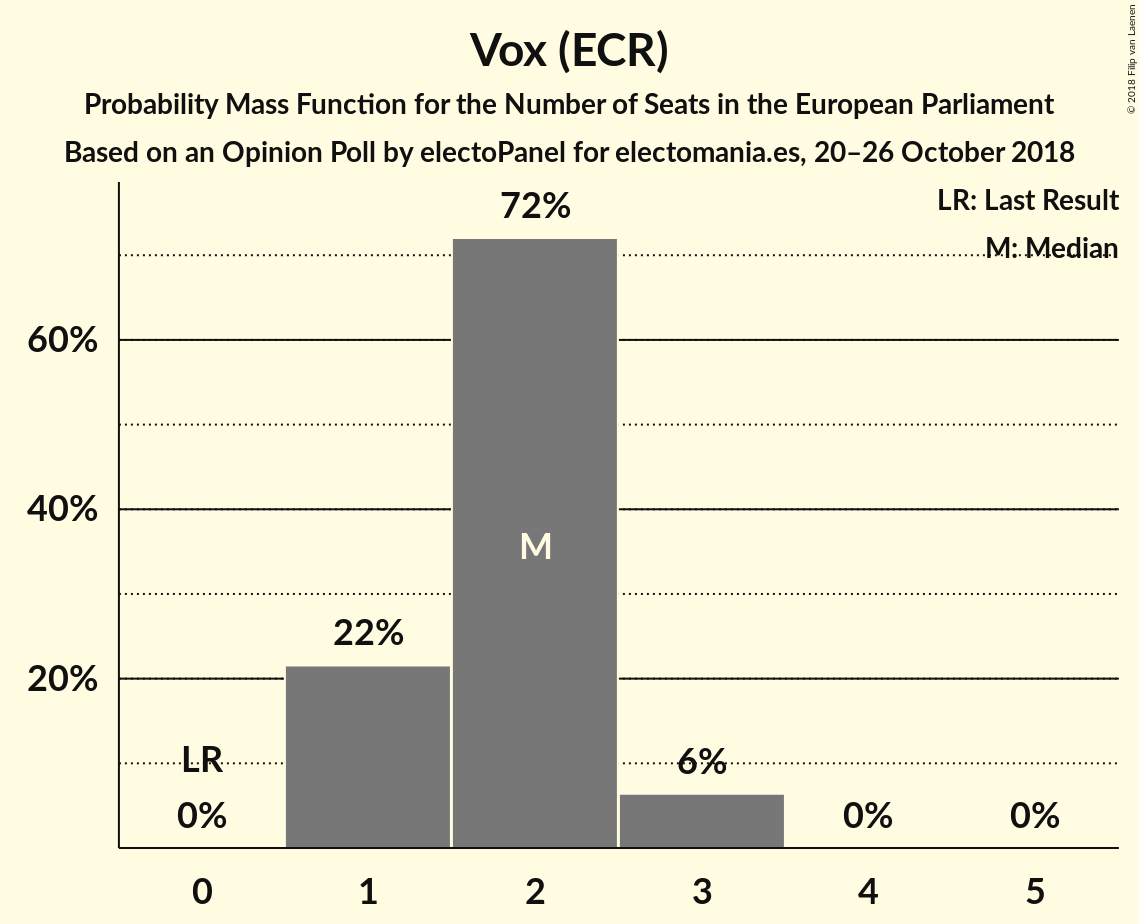 Vox (ECR)
Probability Mass Function for the Number of Seats in the European Parliament
Based on an Opinion Poll by electoPanel for electomania.es, 20–26 October 2018
© 2018 Filip van Laenen
LR: Last Result
M: Median
72%
60%
40%
M
22%
20%
LR
6%
0%
0%
0%
0 1 2 3 4 5